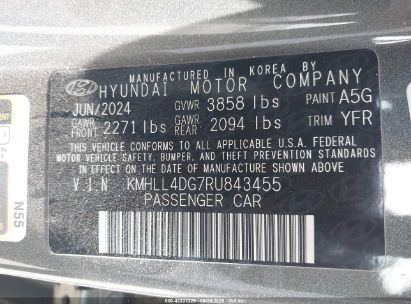 MANUFACTURED IN KOREA BY
HYUNDAI MOTOR COMPANY
JUN/2024 GVWR 3858 lbs PAINT A5G
GAWR FRONT 2271 lbs GAWR REAR 2094 lbs TRIM YFR
THIS VEHICLE CONFORMS TO ALL APPLICABLE U.S.A. FEDERAL
MOTOR VEHICLE SAFETY, BUMPER, AND THEFT PREVENTION STANDARDS
IN EFFECT ON THE DATE OF MANUFACTURE SHOWN ABOVE.
V I N KMHLL4DG7RU843455
PASSENGER CAR
N55